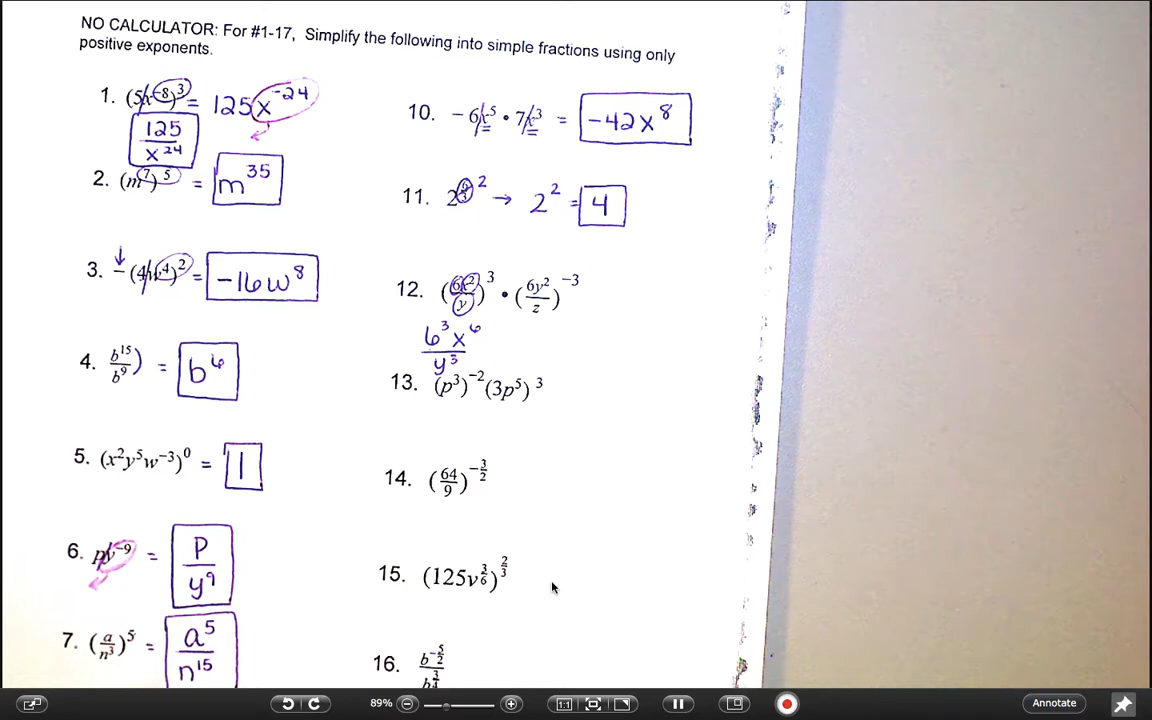 NO CALCULATOR: For #1-17, Simplify the following into simple fractions using only
positive exponents.
1. (5x⁻⁸)³ = 125x⁻²⁴
125/x²⁴
2. (m⁷)⁵ = m³⁵
3. −(4w⁴)² = −16w⁸
4. b¹⁵/b⁹) = b⁶
5. (x²y⁵w⁻³)⁰ = 1
6. py⁻⁹ = p/y⁹
7. (a/n³)⁵ = a⁵/n¹⁵
10. −6x⁵ • 7x³ = −42x⁸
11. → 2² = 4
12. (6x²/y)³ • (6y²/z)⁻³
6³x⁶/y³
13. (p³)⁻²(3p⁵)³
14. (64/9)^−3/2
15. (125v^3/6)^2/3
16. b^−5/2
89%
1:1
Annotate